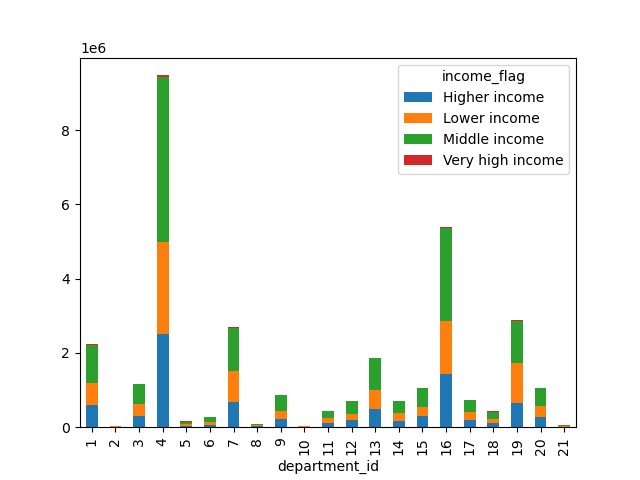 1e6
income_flag
Higher income
Lower income
Middle income
Very high income
8
6
4
2
0
1 2 3 4 5 6 7 8 9 10 11 12 13 14 15 16 17 18 19 20 21
department_id